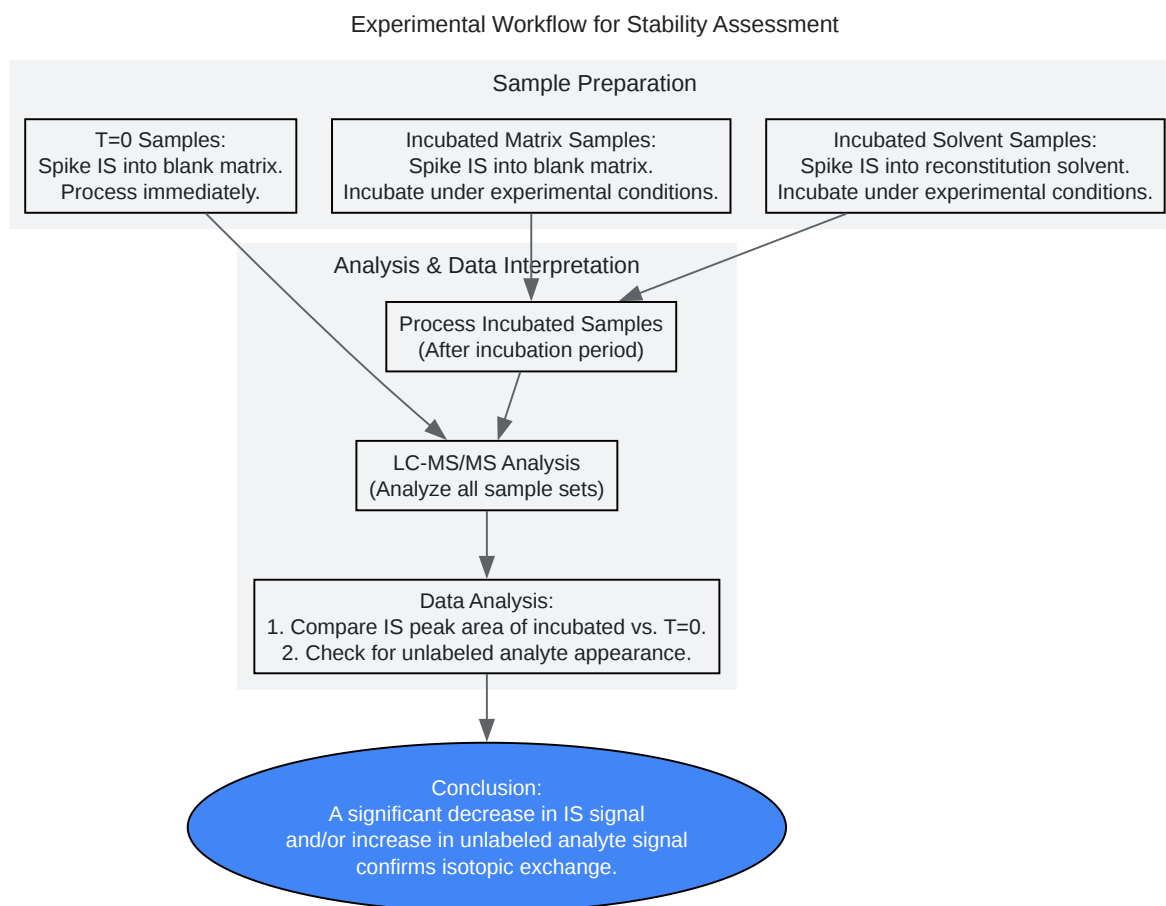 Experimental Workflow for Stability Assessment
Sample Preparation
T=0 Samples:
Spike IS into blank matrix.
Process immediately.
Incubated Matrix Samples:
Spike IS into blank matrix.
Incubate under experimental conditions.
Incubated Solvent Samples:
Spike IS into reconstitution solvent.
Incubate under experimental conditions.
Analysis & Data Interpretation
Process Incubated Samples
(After incubation period)
LC-MS/MS Analysis
(Analyze all sample sets)
Data Analysis:
1. Compare IS peak area of incubated vs. T=0.
2. Check for unlabeled analyte appearance.
Conclusion:
A significant decrease in IS signal
and/or increase in unlabeled analyte signal
confirms isotopic exchange.